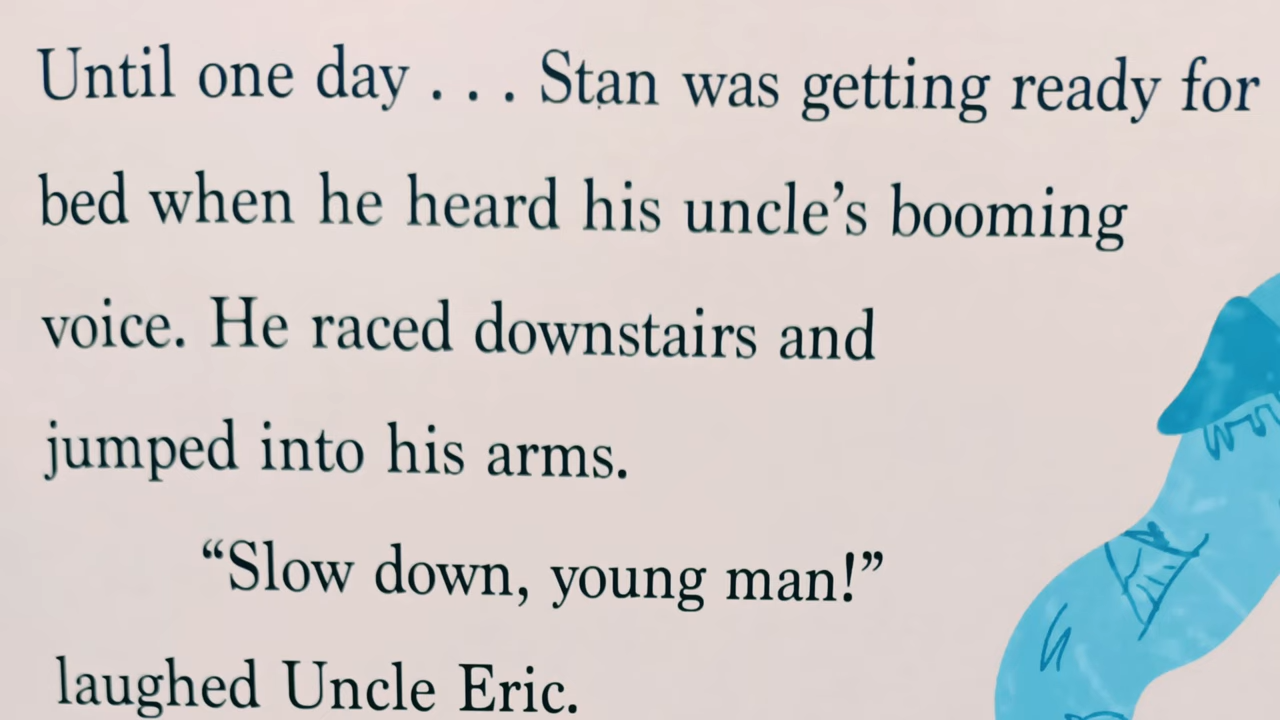 Until one day . . . Stan was getting ready for
bed when he heard his uncle’s booming
voice. He raced downstairs and
jumped into his arms.
“Slow down, young man!”
laughed Uncle Eric.